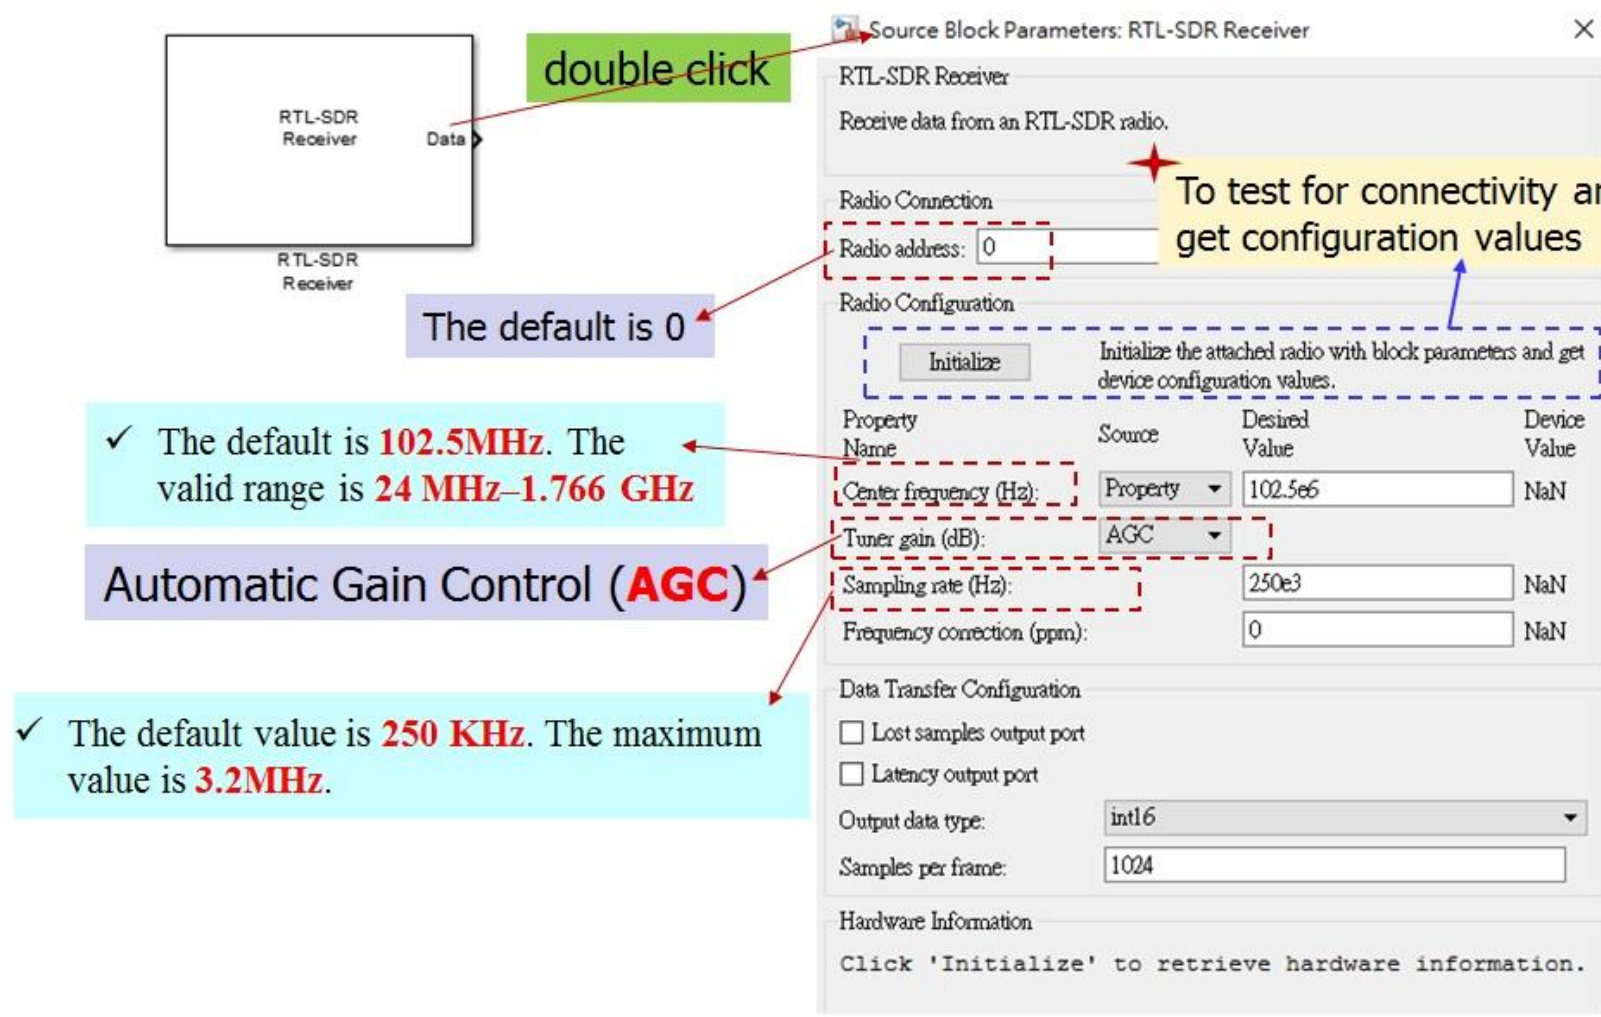 RTL-SDR
Receiver
Data
RTL-SDR
Receiver
double click
The default is 0
✓ The default is 102.5MHz. The
valid range is 24 MHz–1.766 GHz
Automatic Gain Control (AGC)
✓ The default value is 250 KHz. The maximum
value is 3.2MHz.
Source Block Parameters: RTL-SDR Receiver
RTL-SDR Receiver
Receive data from an RTL-SDR radio.
To test for connectivity
get configuration values
Radio Connection
Radio address: 0
Radio Configuration
Initialize
Initialize the attached radio with block parameters and get
device configuration values.
Property
Name
Source
Desired
Value
Device
Value
Center frequency (Hz): Property 102.5e6 NaN
Tuner gain (dB): AGC
Sampling rate (Hz): 250e3 NaN
Frequency correction (ppm): 0 NaN
Data Transfer Configuration
Lost samples output port
Latency output port
Output data type: int16
Samples per frame: 1024
Hardware Information
Click 'Initialize' to retrieve hardware information.